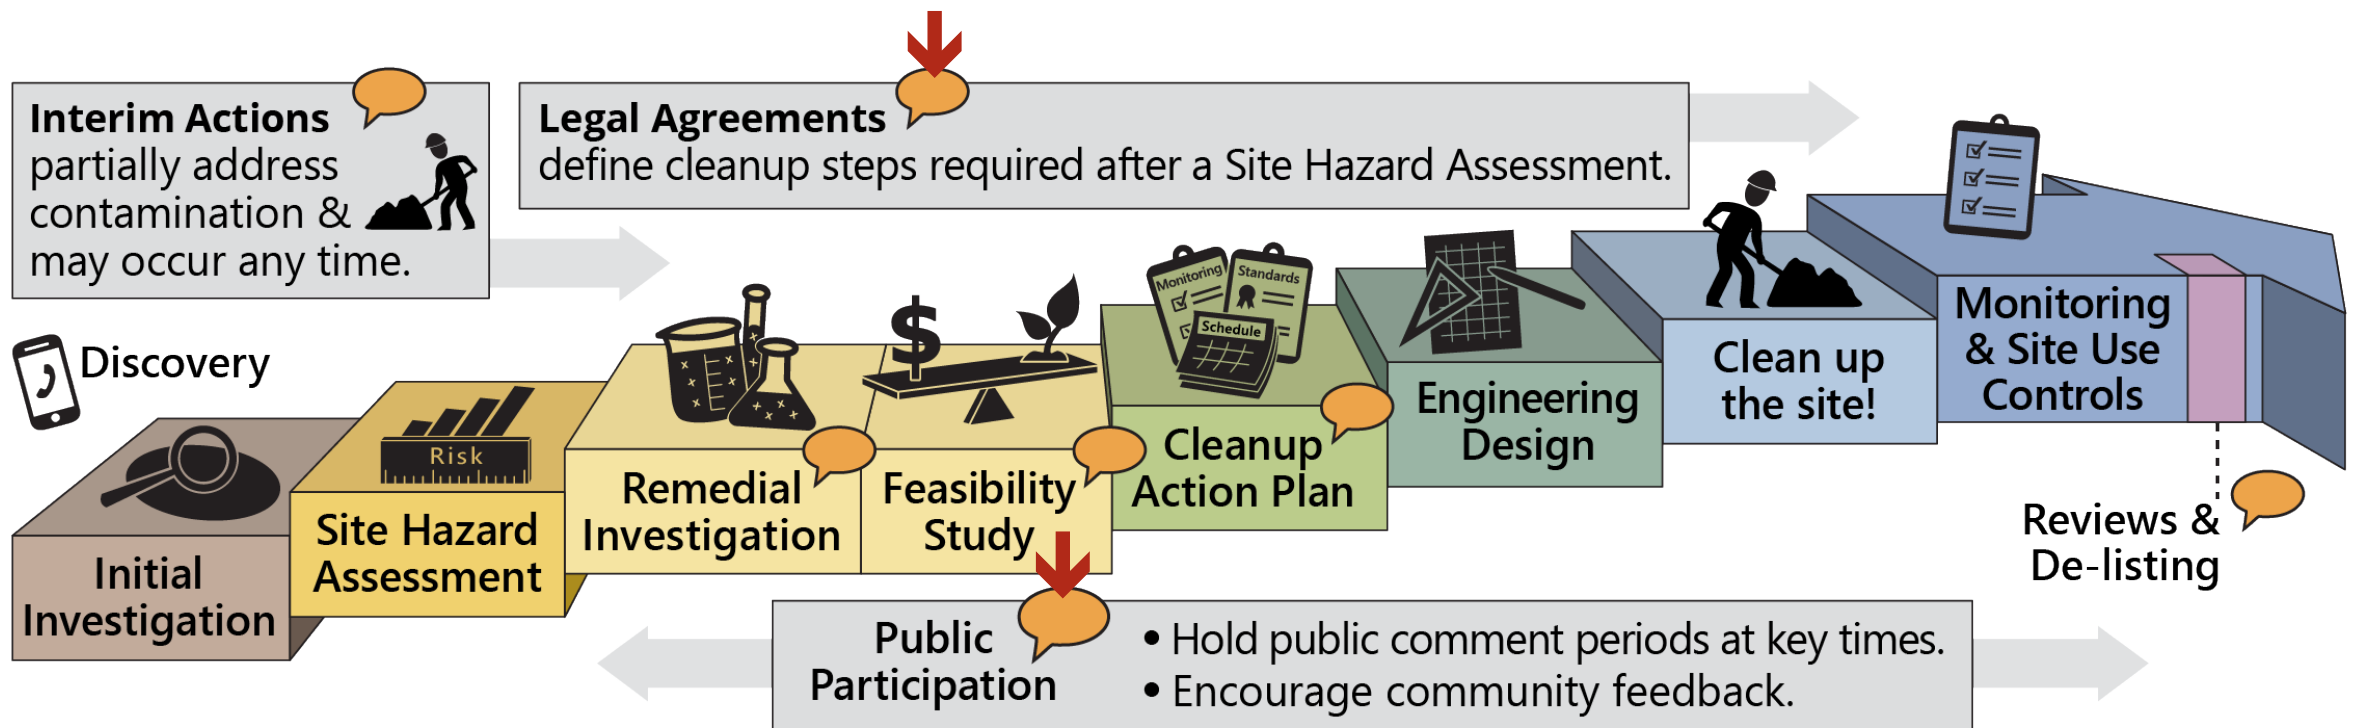 Interim Actions
partially address
contamination &
may occur any time.
Legal Agreements
define cleanup steps required after a Site Hazard Assessment.
Discovery
Initial
Investigation
Risk
Site Hazard
Assessment
Remedial
Investigation
$
Feasibility
Study
Monitoring
Standards
Schedule
Cleanup
Action Plan
Engineering
Design
Clean up
the site!
Monitoring
& Site Use
Controls
Reviews &
De-listing
Public
Participation
• Hold public comment periods at key times.
• Encourage community feedback.